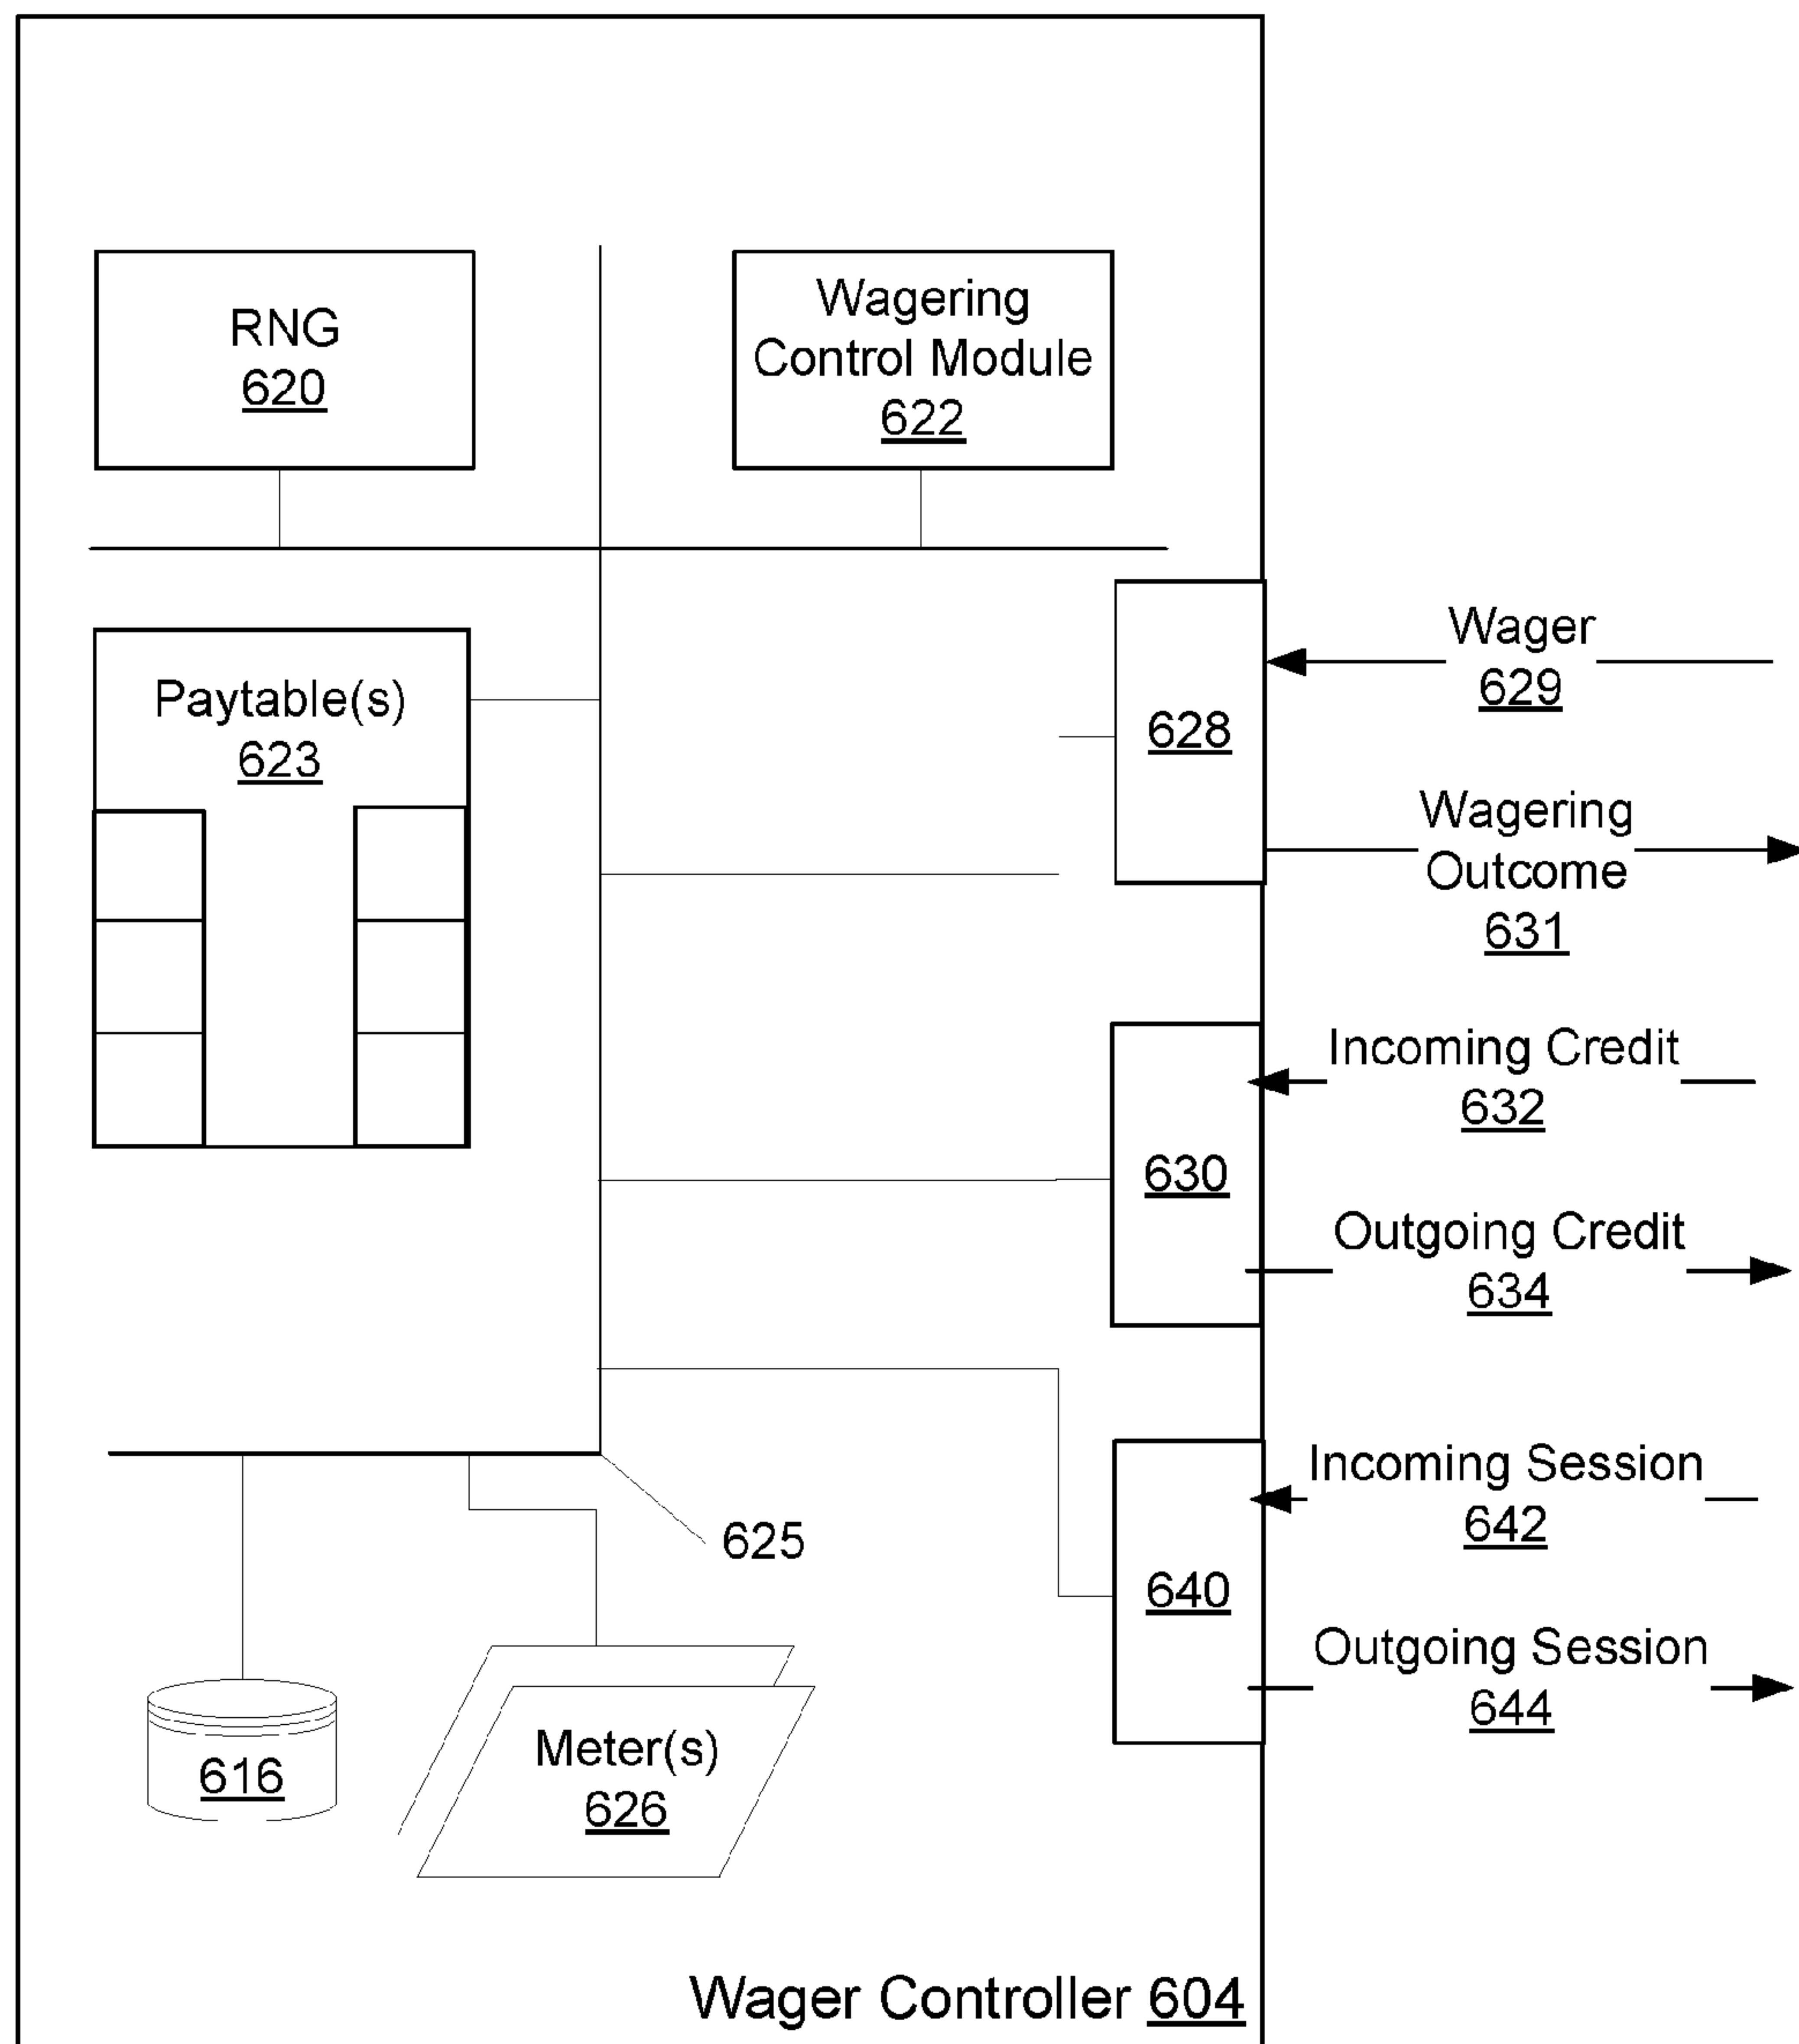 RNG
620
Wagering
Control Module
622
Paytable(s)
623
628
Wager
629
Wagering
Outcome
631
630
Incoming Credit
632
Outgoing Credit
634
625
640
Incoming Session
642
Outgoing Session
644
616
Meter(s)
626
Wager Controller 604